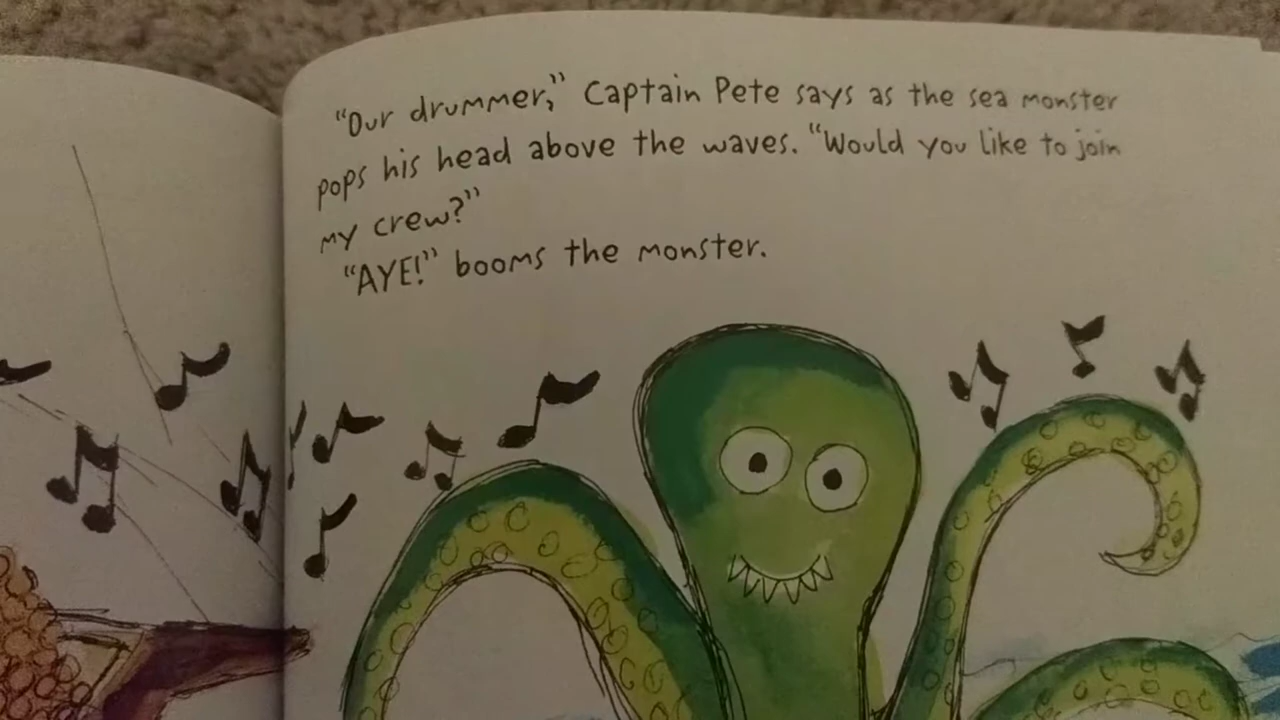 “Our drummer,” Captain Pete says as the sea monster
pops his head above the waves. “Would you like to join
my crew?”
“AYE!” booms the monster.